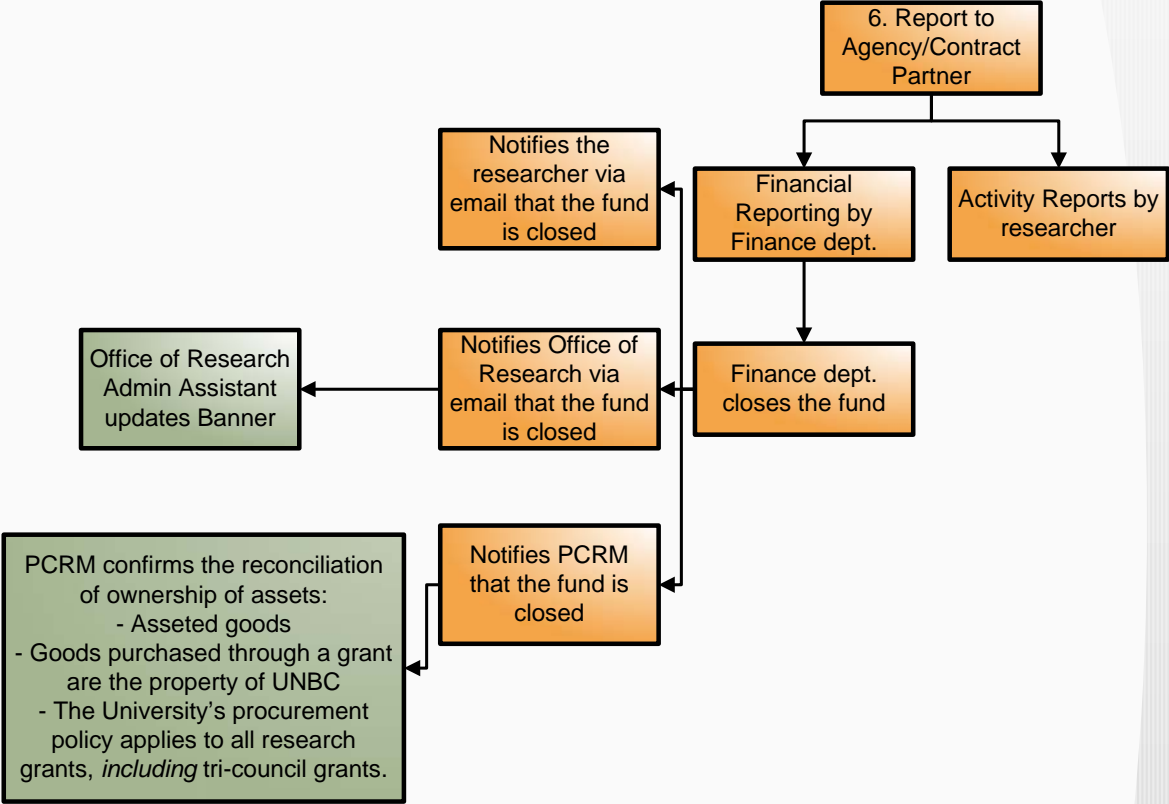 6. Report to
Agency/Contract
Partner
Notifies the
researcher via
email that the fund
is closed
Financial
Reporting by
Finance dept.
Activity Reports by
researcher
Office of Research
Admin Assistant
updates Banner
Notifies Office of
Research via
email that the fund
is closed
Finance dept.
closes the fund
PCRM confirms the reconciliation
of ownership of assets:
- Asseted goods
- Goods purchased through a grant
are the property of UNBC
- The University’s procurement
policy applies to all research
grants, including tri-council grants.
Notifies PCRM
that the fund is
closed